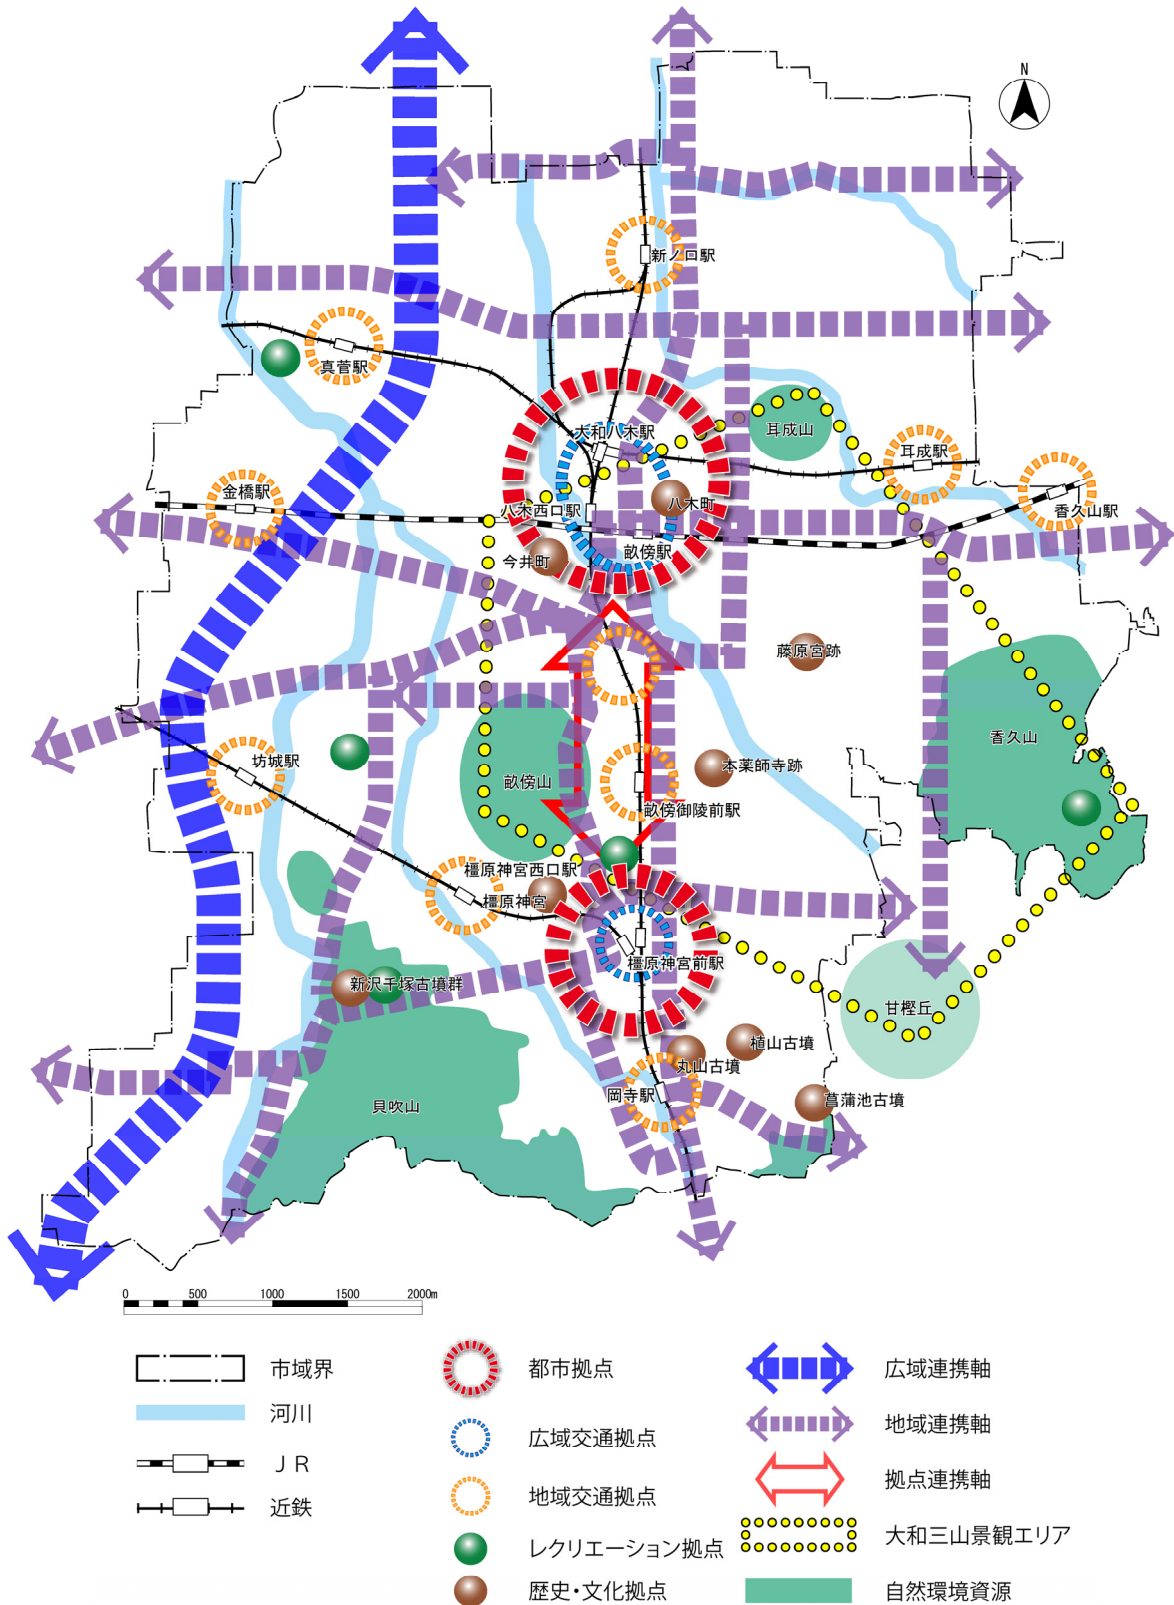 N
新ノ口駅
真菅駅
大和八木駅
耳成山
耳成駅
金橋駅
八木西口駅
八木町
香久山駅
畝傍駅
今井町
藤原宮跡
香久山
坊城駅
畝傍山
本薬師寺跡
畝傍御陵前駅
橿原神宮西口駅
橿原神宮
橿原神宮前駅
新沢千塚古墳群
甘樫丘
植山古墳
丸山古墳
岡寺駅
菖蒲池古墳
貝吹山
0 500 1000 1500 2000m
市域界
都市拠点
広域連携軸
河川
広域交通拠点
地域連携軸
ＪＲ
地域交通拠点
拠点連携軸
近鉄
レクリエーション拠点
大和三山景観エリア
歴史・文化拠点
自然環境資源